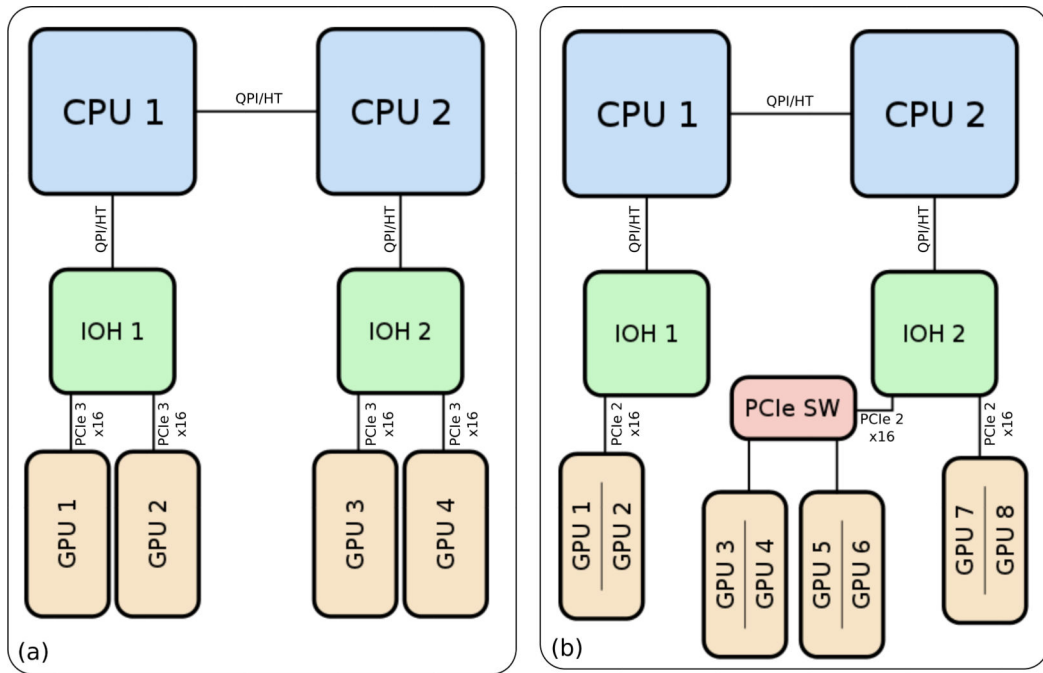 CPU 1
QPI/HT
CPU 2
QPI/HT
QPI/HT
IOH 1
IOH 2
PCIe 3
x16
PCIe 3
x16
PCIe 3
x16
PCIe 3
x16
GPU 1
GPU 2
GPU 3
GPU 4
(a)
CPU 1
QPI/HT
CPU 2
QPI/HT
QPI/HT
IOH 1
IOH 2
PCIe 2
x16
PCIe SW
PCIe 2
x16
PCIe 2
x16
GPU 1
GPU 2
GPU 3
GPU 4
GPU 5
GPU 6
GPU 7
GPU 8
(b)